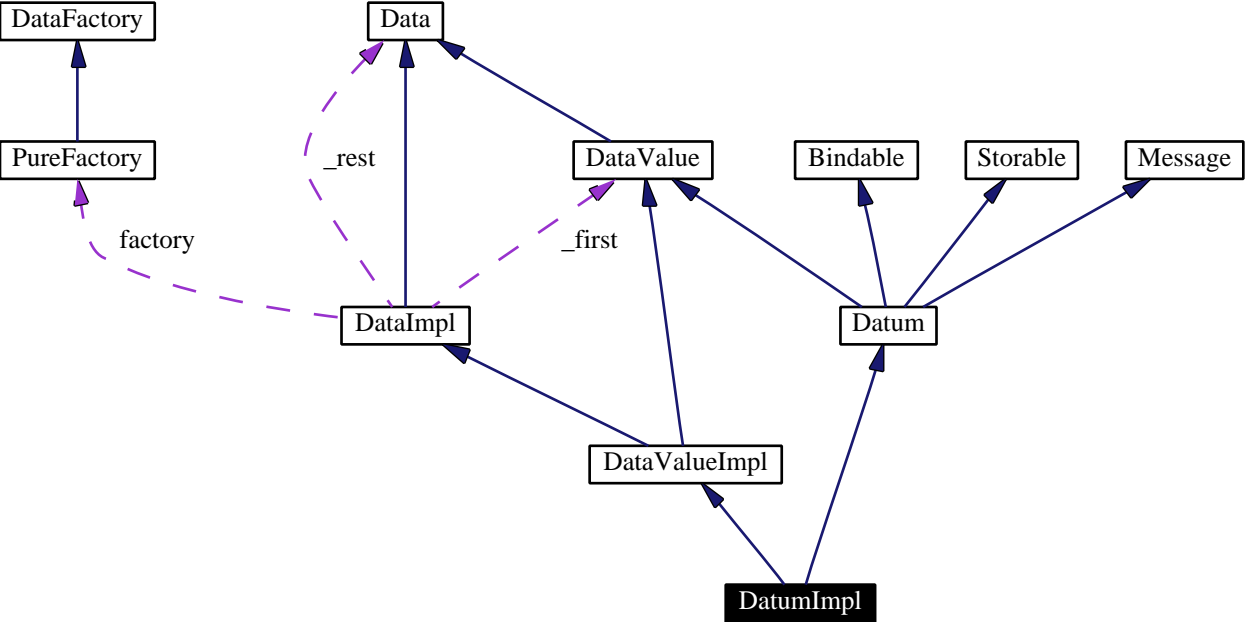 DataFactory
Data
PureFactory
_rest
DataValue
Bindable
Storable
Message
factory
_first
DataImpl
Datum
DataValueImpl
DatumImpl